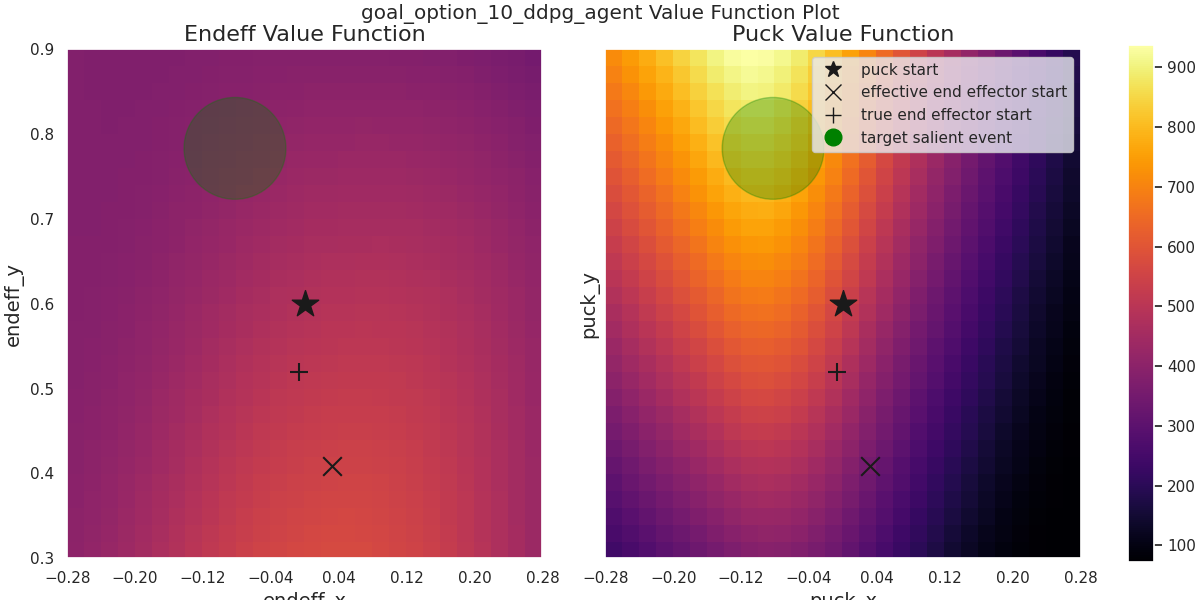 goal_option_10_ddpg_agent Value Function Plot
Endeff Value Function
Puck Value Function
0.9
0.8
0.7
0.6
0.5
0.4
0.3
endeff_y
−0.28 −0.20 −0.12 −0.04 0.04 0.12 0.20 0.28
endeff_x
puck start
effective end effector start
true end effector start
target salient event
puck_y
−0.28 −0.20 −0.12 −0.04 0.04 0.12 0.20 0.28
puck_x
900
800
700
600
500
400
300
200
100